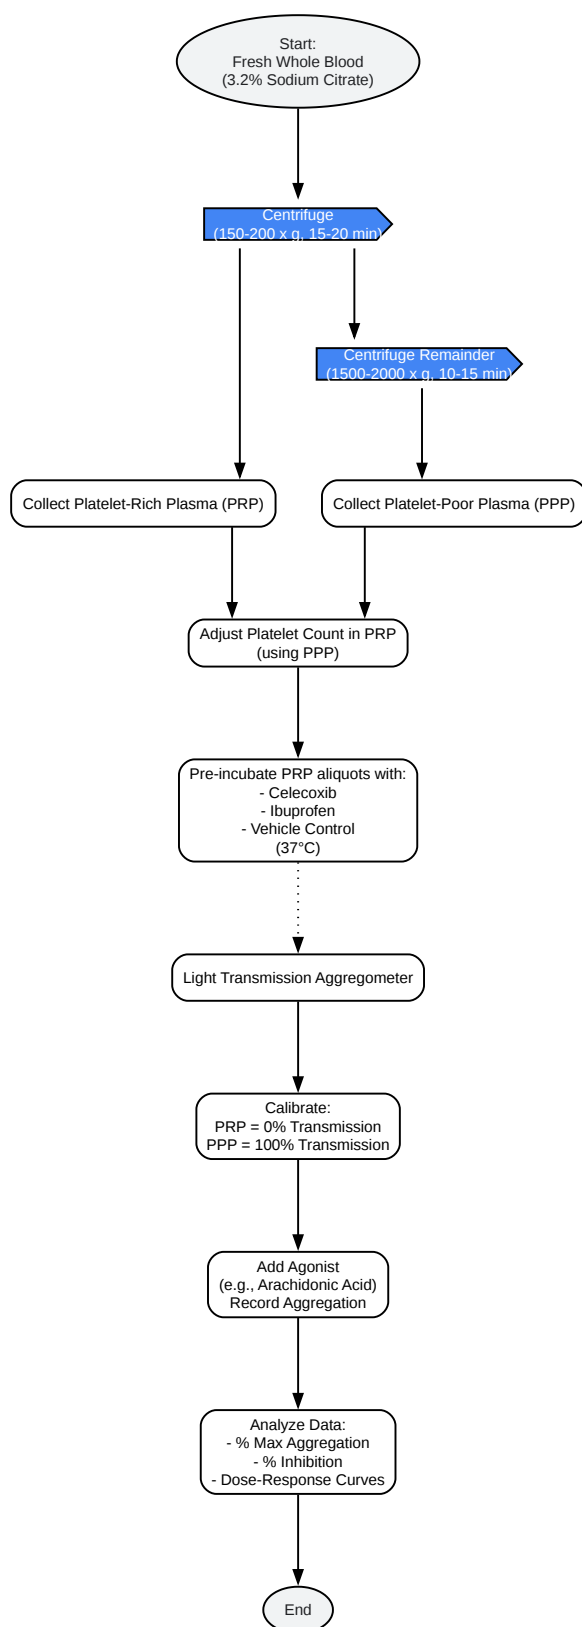 Start:
Fresh Whole Blood
(3.2% Sodium Citrate)
Centrifuge
(150-200 x g, 15-20 min)
Centrifuge Remainder
(1500-2000 x g, 10-15 min)
Collect Platelet-Rich Plasma (PRP)
Collect Platelet-Poor Plasma (PPP)
Adjust Platelet Count in PRP
(using PPP)
Pre-incubate PRP aliquots with:
- Celecoxib
- Ibuprofen
- Vehicle Control
(37°C)
Light Transmission Aggregometer
Calibrate:
PRP = 0% Transmission
PPP = 100% Transmission
Add Agonist
(e.g., Arachidonic Acid)
Record Aggregation
Analyze Data:
- % Max Aggregation
- % Inhibition
- Dose-Response Curves
End